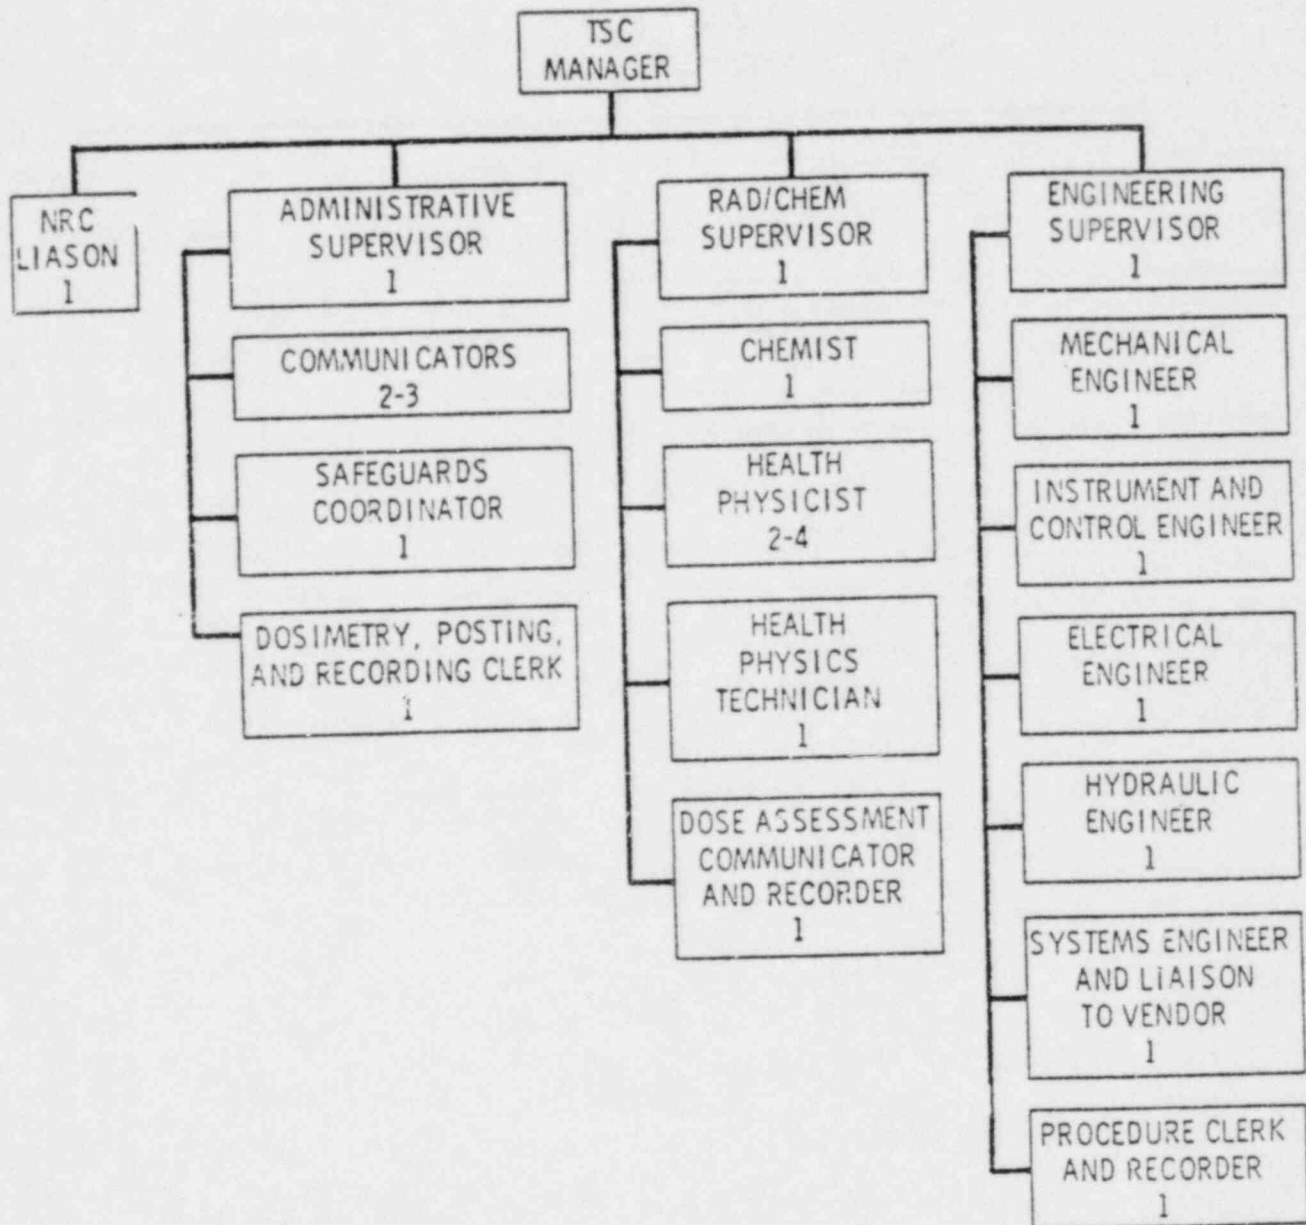 TSC
MANAGER
NRC
LIASON
1
ADMINISTRATIVE
SUPERVISOR
1
COMMUNICATORS
2-3
SAFEGUARDS
COORDINATOR
1
DOSIMETRY, POSTING,
AND RECORDING CLERK
1
RAD/CHEM
SUPERVISOR
1
CHEMIST
1
HEALTH
PHYSICIST
2-4
HEALTH
PHYSICS
TECHNICIAN
1
DOSE ASSESSMENT
COMMUNICATOR
AND RECORDER
1
ENGINEERING
SUPERVISOR
1
MECHANICAL
ENGINEER
1
INSTRUMENT AND
CONTROL ENGINEER
1
ELECTRICAL
ENGINEER
1
HYDRAULIC
ENGINEER
1
SYSTEMS ENGINEER
AND LIAISON
TO VENDOR
1
PROCEDURE CLERK
AND RECORDER
1